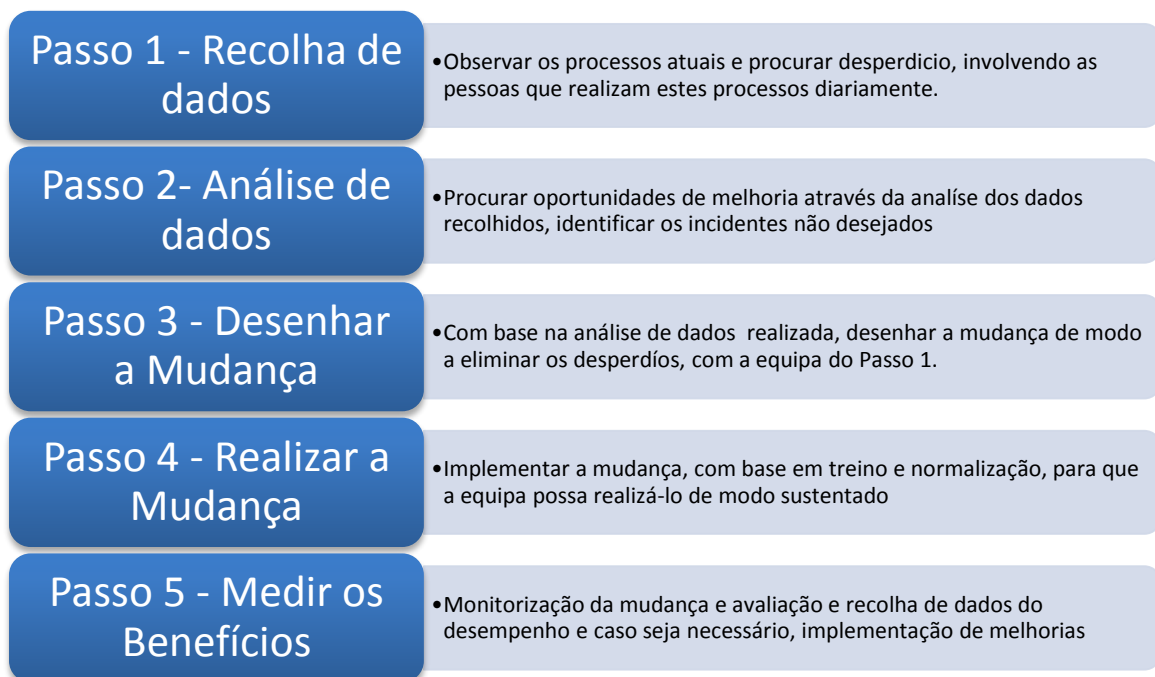 Passo 1 - Recolha de
dados
•Observar os processos atuais e procurar desperdicio, involvendo as
pessoas que realizam estes processos diariamente.
Passo 2- Análise de
dados
•Procurar oportunidades de melhoria através da analíse dos dados
recolhidos, identificar os incidentes não desejados
Passo 3 - Desenhar
a Mudança
•Com base na análise de dados  realizada, desenhar a mudança de modo
a eliminar os desperdíos, com a equipa do Passo 1.
Passo 4 - Realizar a
Mudança
•Implementar a mudança, com base em treino e normalização, para que
a equipa possa realizá-lo de modo sustentado
Passo 5 - Medir os
Benefícios
•Monitorização da mudança e avaliação e recolha de dados do
desempenho e caso seja necessário, implementação de melhorias